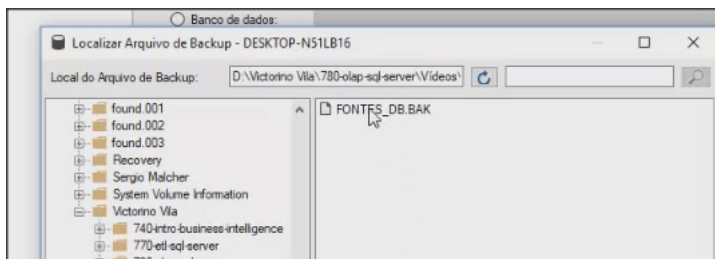 Banco de dados:
Localizar Arquivo de Backup - DESKTOP-N51LB16
Local do Arquivo de Backup: D:\Victorino Vila\780-olap-sql-server\Vídeos\
found.001
FONTES_DB.BAK
found.002
found.003
Recovery
Sergio Malcher
System Volume Information
Victorino Vila
740-intro-business-intelligence
770-etl-sql-server